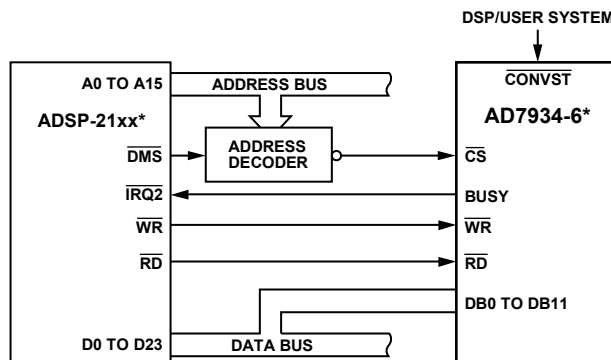 DSP/USER SYSTEM
A0 TO A15
ADDRESS BUS
CONVST
ADSP-21xx*
AD7934-6*
DMS
ADDRESS
DECODER
CS
IRQ2
BUSY
WR
WR
RD
RD
DB0 TO DB11
D0 TO D23
DATA BUS